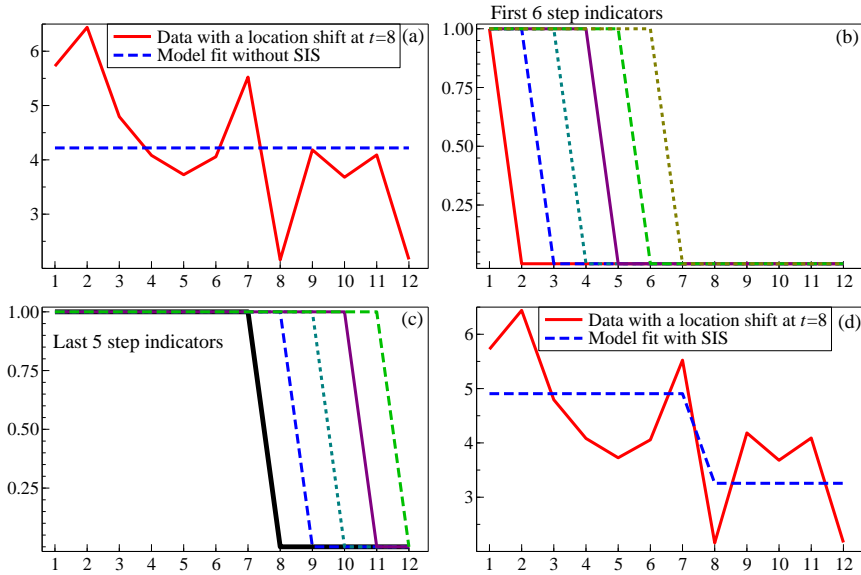 Data with a location shift at t=8
Model fit without SIS
(a)
6
5
4
3
1 2 3 4 5 6 7 8 9 10 11 12
First 6 step indicators
(b)
1.00
0.75
0.50
0.25
1 2 3 4 5 6 7 8 9 10 11 12
(c)
1.00
Last 5 step indicators
0.75
0.50
0.25
1 2 3 4 5 6 7 8 9 10 11 12
Data with a location shift at t=8
Model fit with SIS
(d)
6
5
4
3
1 2 3 4 5 6 7 8 9 10 11 12